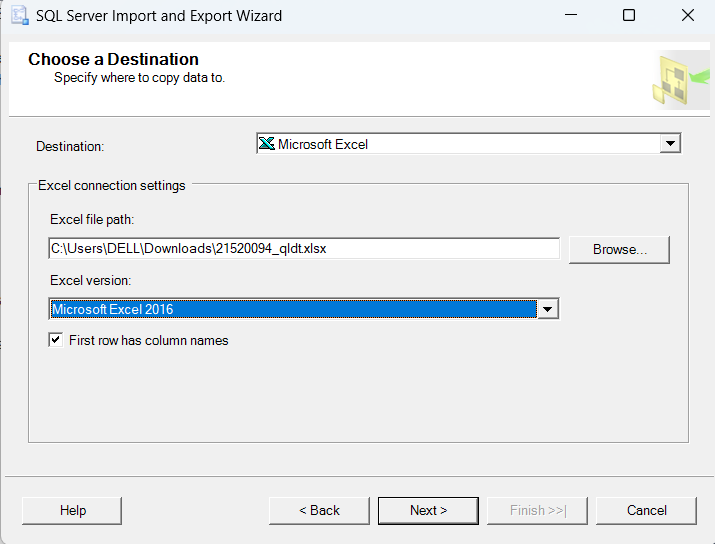 SQL Server Import and Export Wizard
Choose a Destination
Specify where to copy data to.
Destination:
Microsoft Excel
Excel connection settings
Excel file path:
C:\Users\DELL\Downloads\21520094_qldt.xlsx
Browse...
Excel version:
Microsoft Excel 2016
First row has column names
Help
< Back
Next >
Finish >>|
Cancel